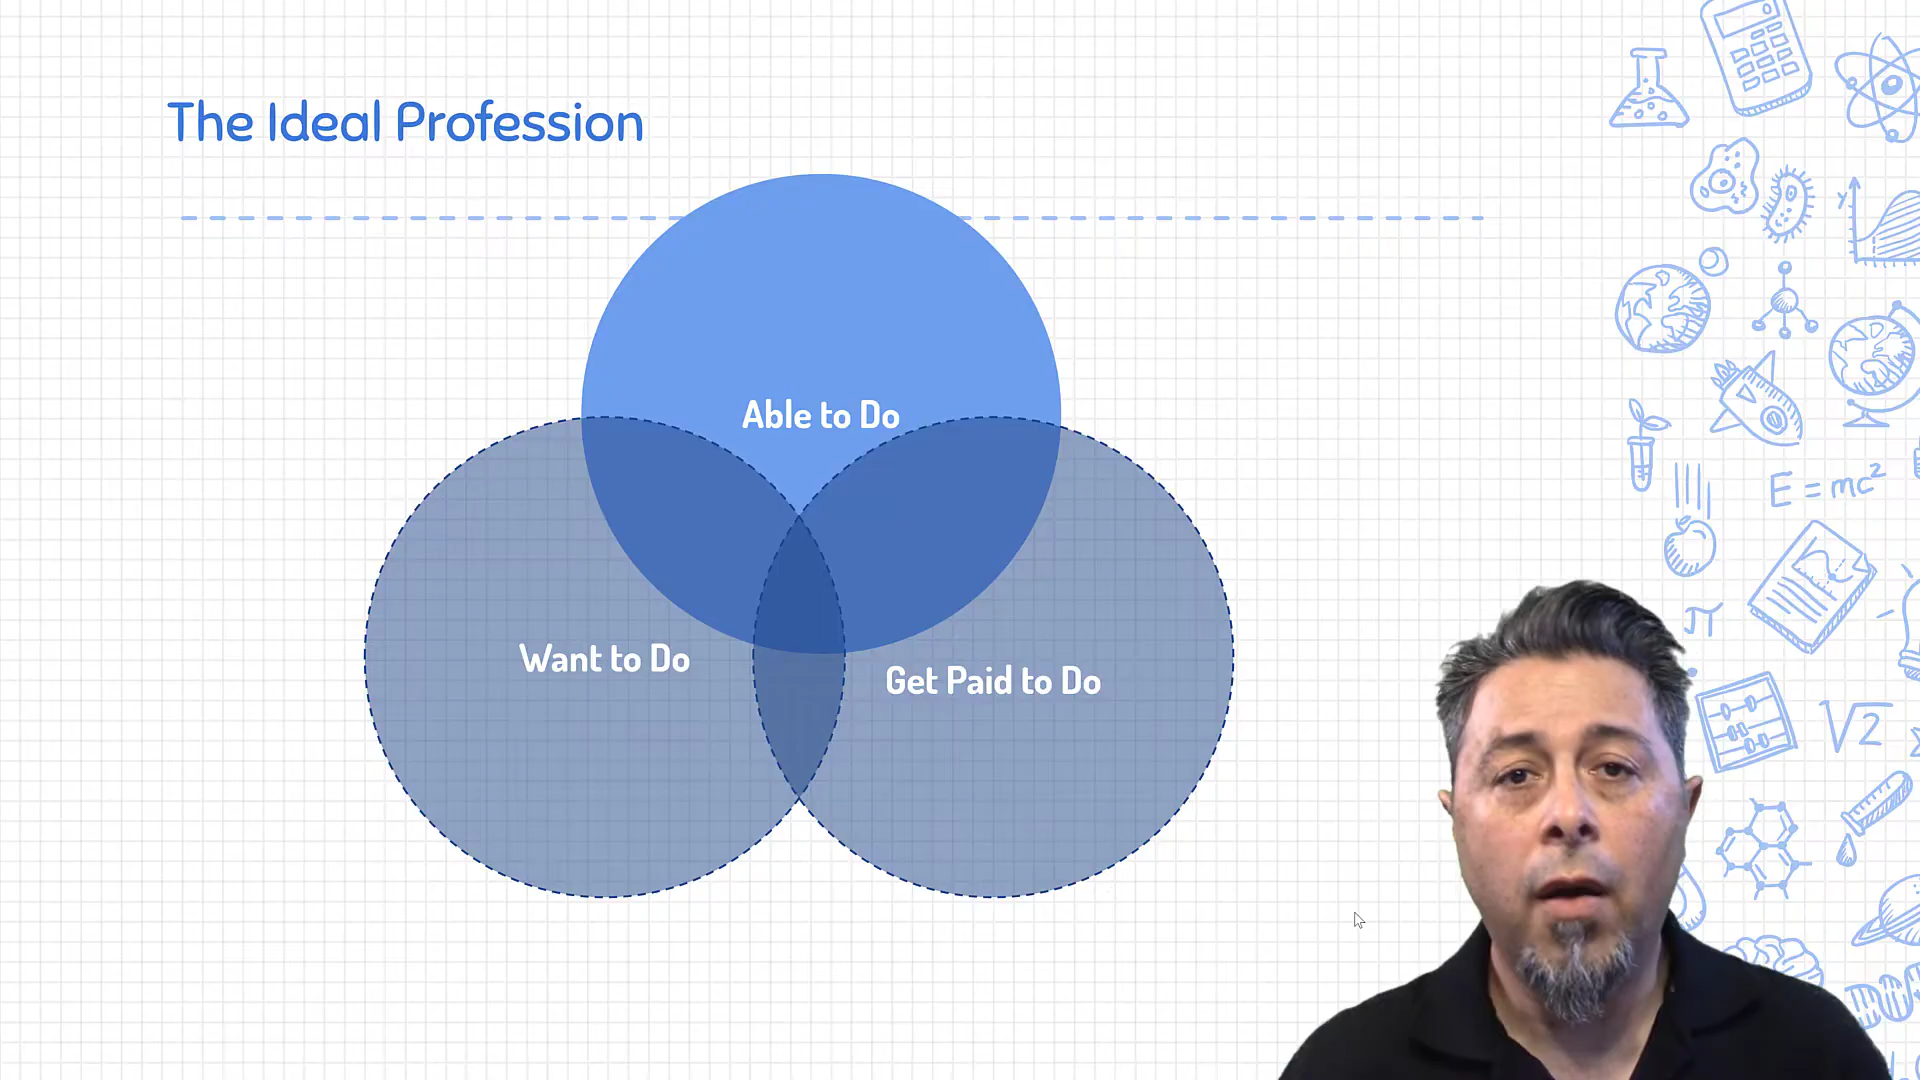 The Ideal Profession
Able to Do
Want to Do
Get Paid to Do
y
E = mc²
π
√2